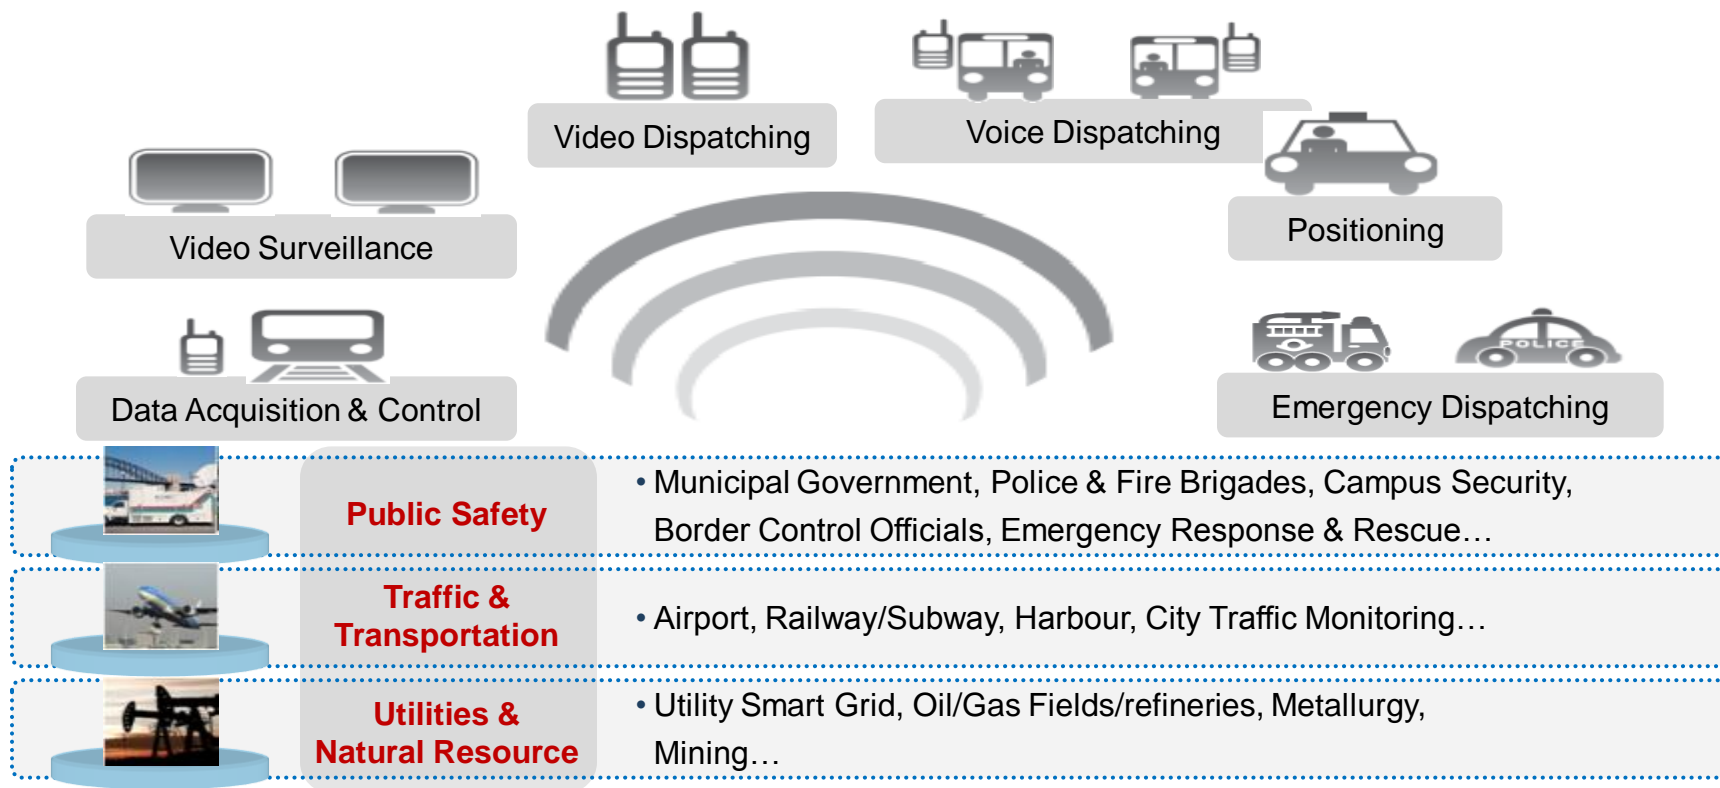 Video Dispatching
Voice Dispatching
Video Surveillance
Positioning
POLICE
Data Acquisition & Control
Emergency Dispatching
Public Safety
• Municipal Government, Police & Fire Brigades, Campus Security,
Border Control Officials, Emergency Response & Rescue…
Traffic &
Transportation
• Airport, Railway/Subway, Harbour, City Traffic Monitoring…
Utilities &
Natural Resource
• Utility Smart Grid, Oil/Gas Fields/refineries, Metallurgy,
Mining…